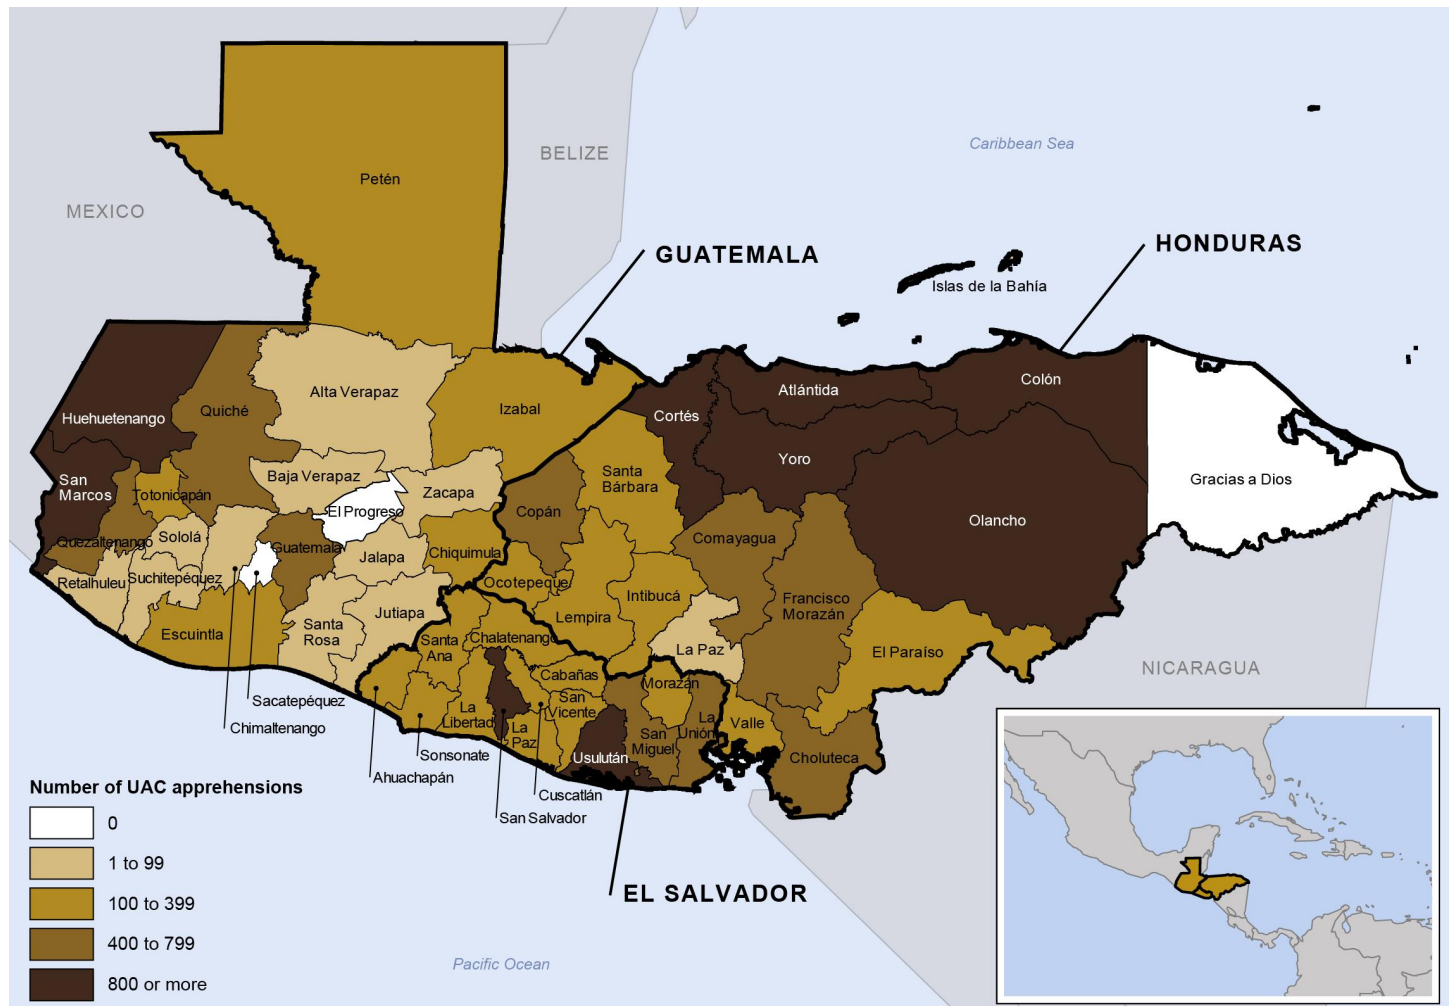 Caribbean Sea
BELIZE
Petén
MEXICO
GUATEMALA
HONDURAS
Islas de la Bahía
Huehuetenango
Quiché
Alta Verapaz
Izabal
Cortés
Atlántida
Colón
San
Marcos
Totonicapán
Baja Verapaz
Zacapa
Santa
Bárbara
Yoro
Gracias a Dios
El Progreso
Copán
Olancho
Quezaltenango
Sololá
Guatemala
Jalapa
Chiquimula
Comayagua
Retalhuleu
Suchitepéquez
Ocotepeque
Lempira
Intibucá
Francisco
Morazán
Escuintla
Santa
Rosa
Jutiapa
Santa
Ana
Chalatenango
La Paz
El Paraíso
NICARAGUA
Cabañas
Morazán
Sacatepéquez
Chimaltenango
La
Libertad
San
Vicente
La
Paz
Usulután
San
Miguel
La
Unión
Valle
Choluteca
Sonsonate
Ahuachapán
Cuscatlán
San Salvador
EL SALVADOR
Pacific Ocean
Number of UAC apprehensions
0
1 to 99
100 to 399
400 to 799
800 or more